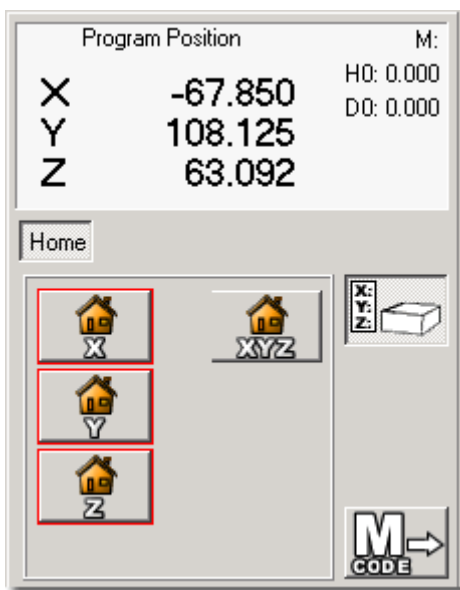 Program Position M:
X -67.850 H0: 0.000
Y 108.125 D0: 0.000
Z 63.092
Home
X XYZ
X:
Y:
Z:
Y
Z
M
CODE